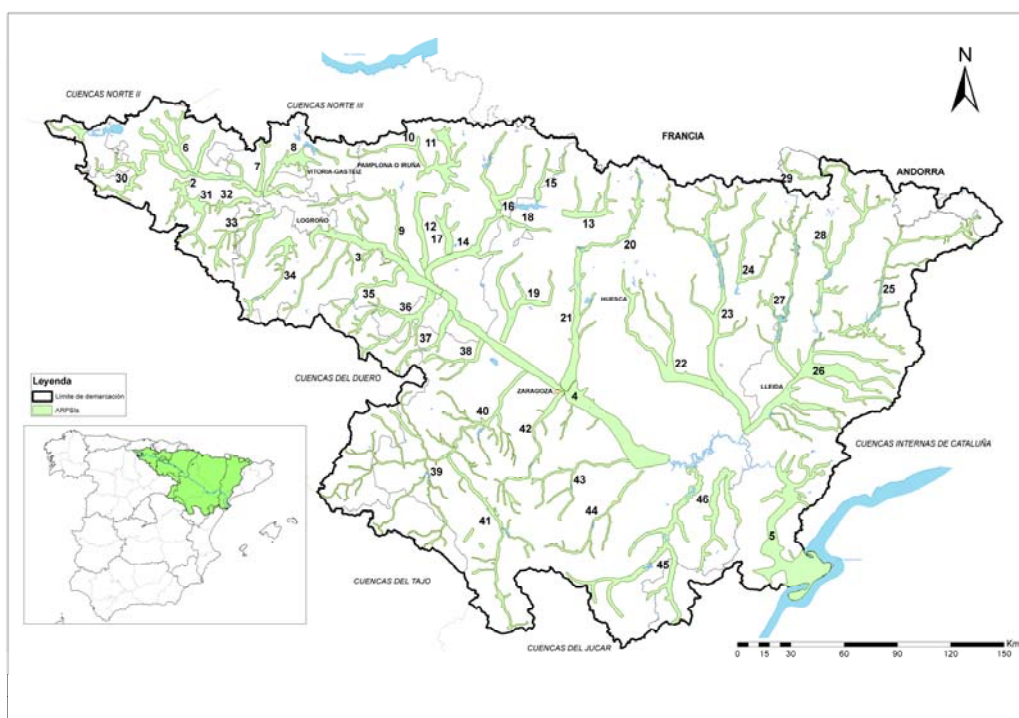 N
CUENCAS NORTE II
CUENCAS NORTE III
FRANCIA
ANDORRA
6
7
8
10
11
PAMPLONA O IRUÑA
VITORIA-GASTEIZ
30
2
31
32
33
LOGROÑO
34
3
9
12
17
14
16
18
15
13
29
20
24
28
27
25
35
36
37
38
19
21
HUESCA
23
22
LLEIDA
26
CUENCAS DEL DUERO
ZARAGOZA
4
40
42
39
41
43
44
46
45
5
CUENCAS INTERNAS DE CATALUÑA
CUENCAS DEL TAJO
CUENCAS DEL JUCAR
Leyenda
Límite de demarcación
ARPSIs
Km
0 15 30 60 90 120 150